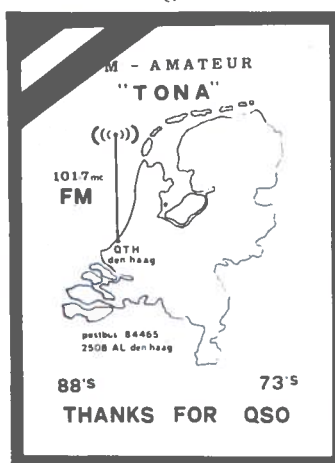 M - AMATEUR
"TONA"
(((·)))
101·7mc
FM
QTH
den haag
postbus 84465
2508 AL den haag
88'S 73'S
THANKS FOR QSO